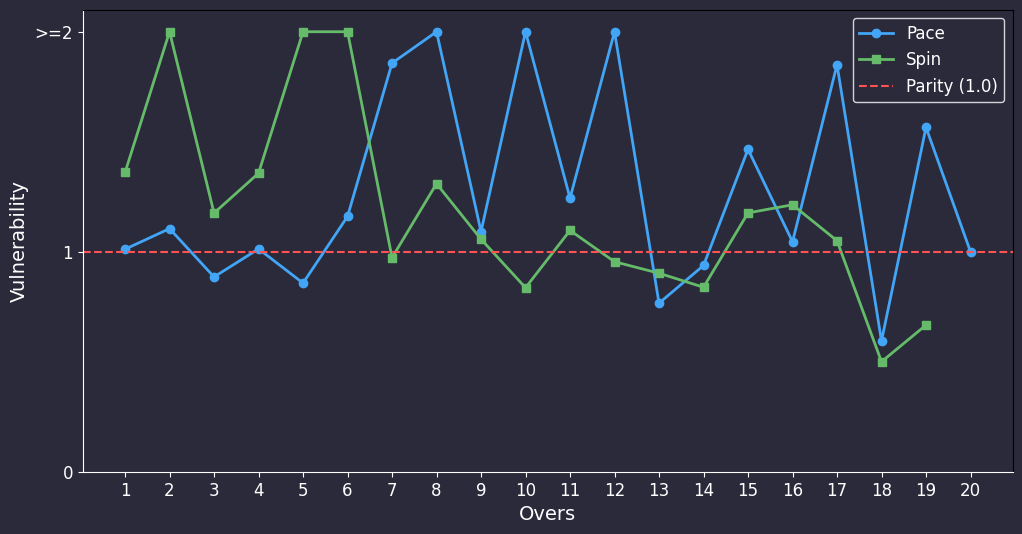 >=2
1
0
Vulnerability
Pace
Spin
Parity (1.0)
1 2 3 4 5 6 7 8 9 10 11 12 13 14 15 16 17 18 19 20
Overs